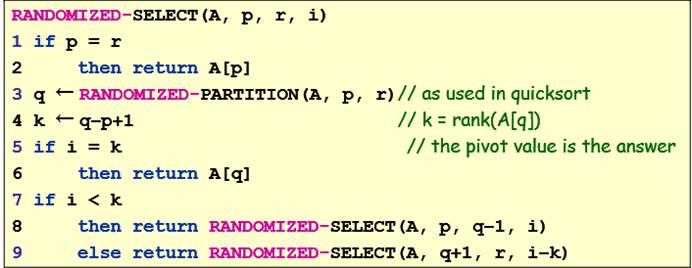 RANDOMIZED-SELECT(A, p, r, i)
1 if p = r
2 then return A[p]
3 q ← RANDOMIZED-PARTITION(A, p, r) // as used in quicksort
4 k ← q-p+1 // k = rank(A[q])
5 if i = k // the pivot value is the answer
6 then return A[q]
7 if i < k
8 then return RANDOMIZED-SELECT(A, p, q-1, i)
9 else return RANDOMIZED-SELECT(A, q+1, r, i-k)